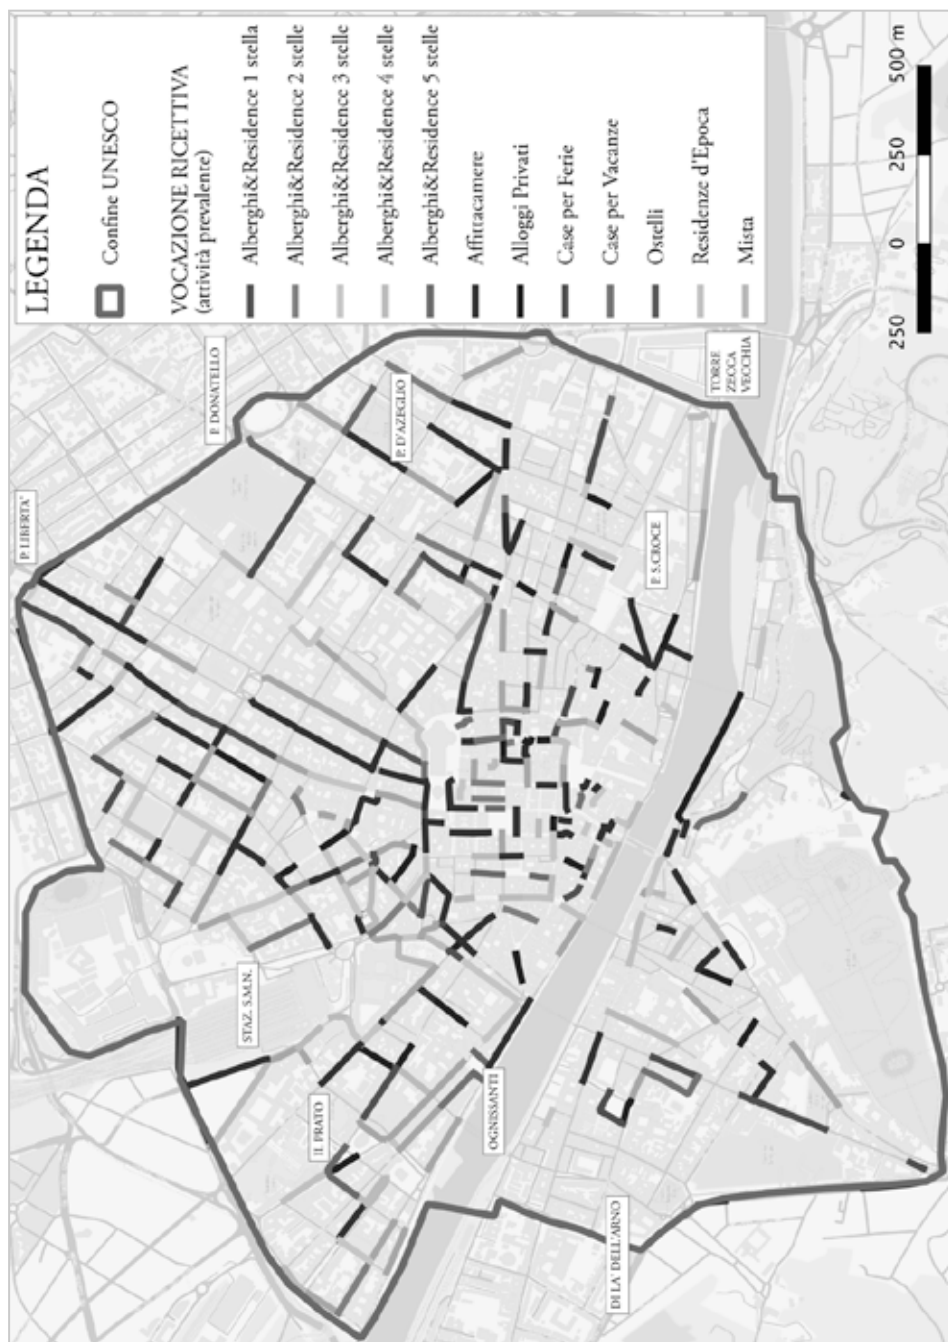 LEGENDA
Confine UNESCO
VOCAZIONE RICETTIVA
(attività prevalente)
Alberghi&Residence 1 stella
Alberghi&Residence 2 stelle
Alberghi&Residence 3 stelle
Alberghi&Residence 4 stelle
Alberghi&Residence 5 stelle
Affittacamere
Alloggi Privati
Case per Ferie
Case per Vacanze
Ostelli
Residenze d'Epoca
Mista
250 0 250 500 m
P. LIBERTA'
P. DONATELLO
P. D'AZEGLIO
STAZ. S.M.N.
IL PRATO
OGNISSANTI
P. S.CROCE
TORRE
ZECCA
VECCHIA
DI LA' DELL'ARNO